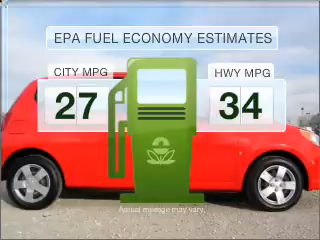 EPA FUEL ECONOMY ESTIMATES
CITY MPG
HWY MPG
27
34
Actual mileage may vary.